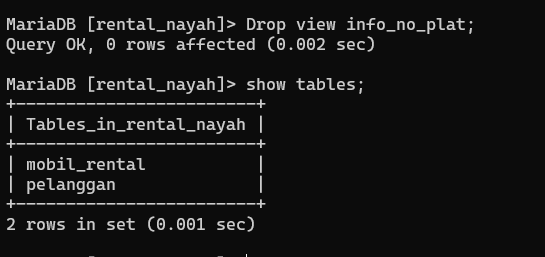 MariaDB [rental_nayah]> Drop view info_no_plat;
Query OK, 0 rows affected (0.002 sec)
MariaDB [rental_nayah]> show tables;
+------------------------+
| Tables_in_rental_nayah |
+------------------------+
| mobil_rental           |
| pelanggan              |
+------------------------+
2 rows in set (0.001 sec)